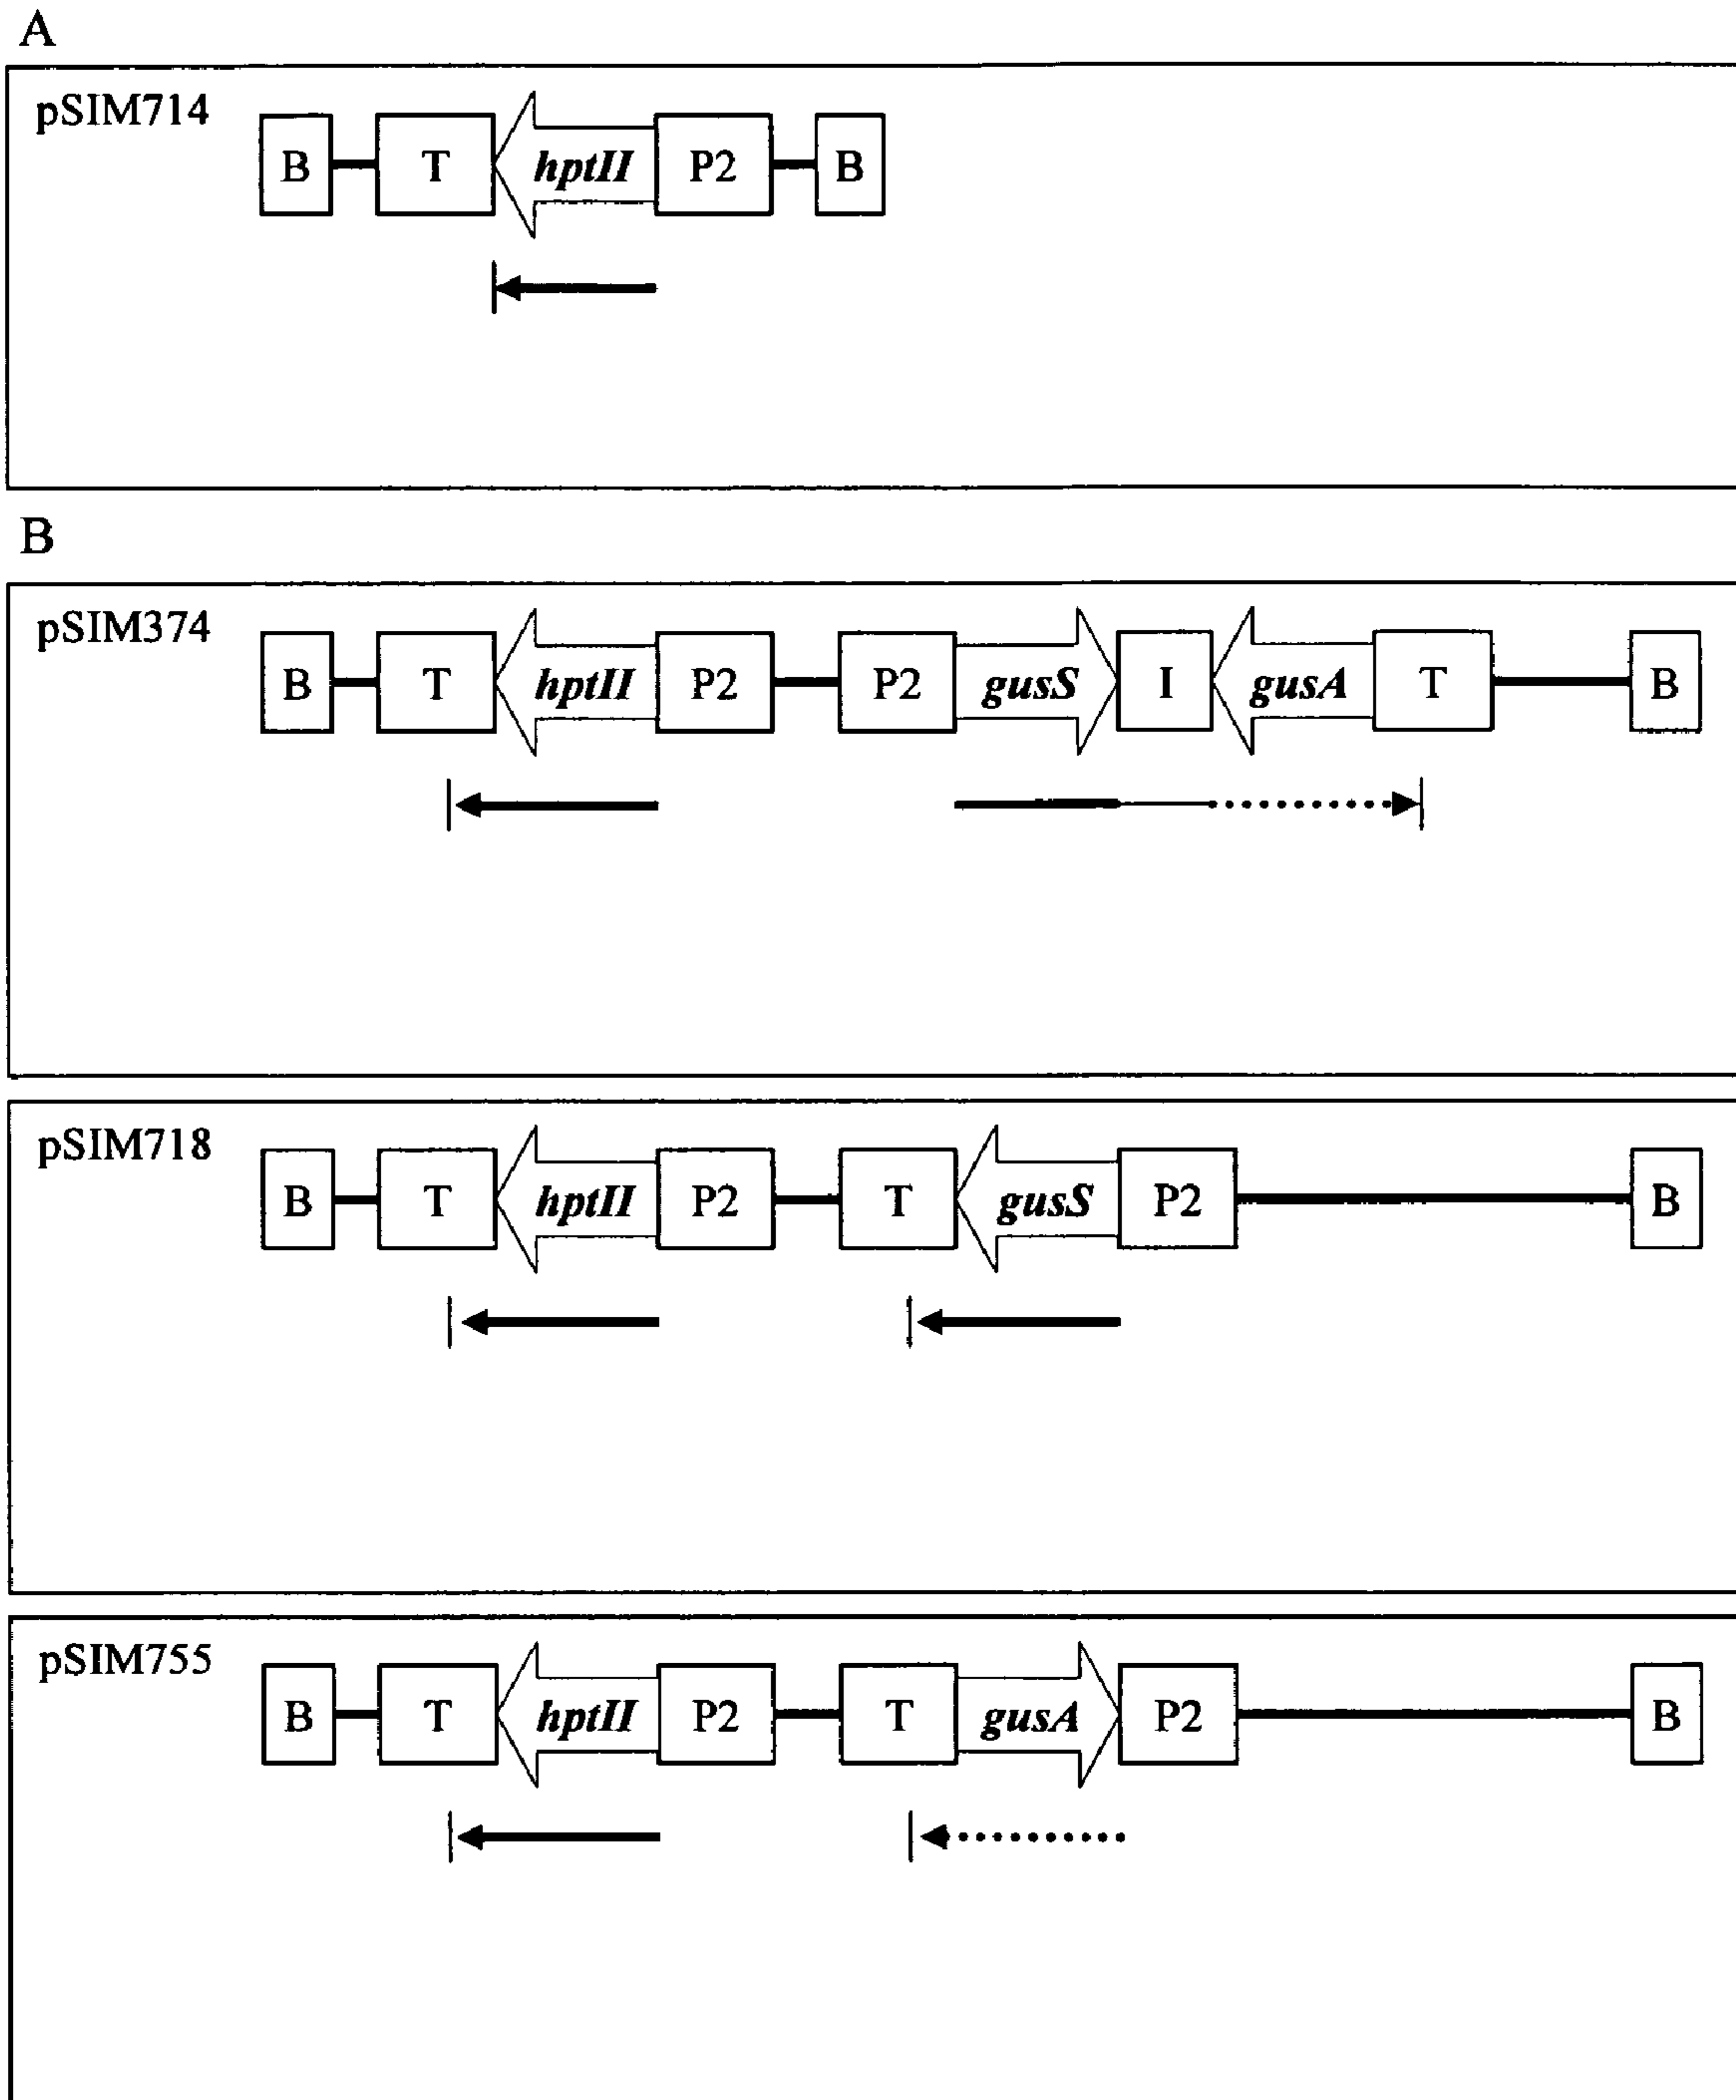 A
pSIM714
B T hptII P2 B
B
pSIM374
B T hptII P2 P2 gusS I gusA T B
pSIM718
B T hptII P2 T gusS P2 B
pSIM755
B T hptII P2 T gusA P2 B